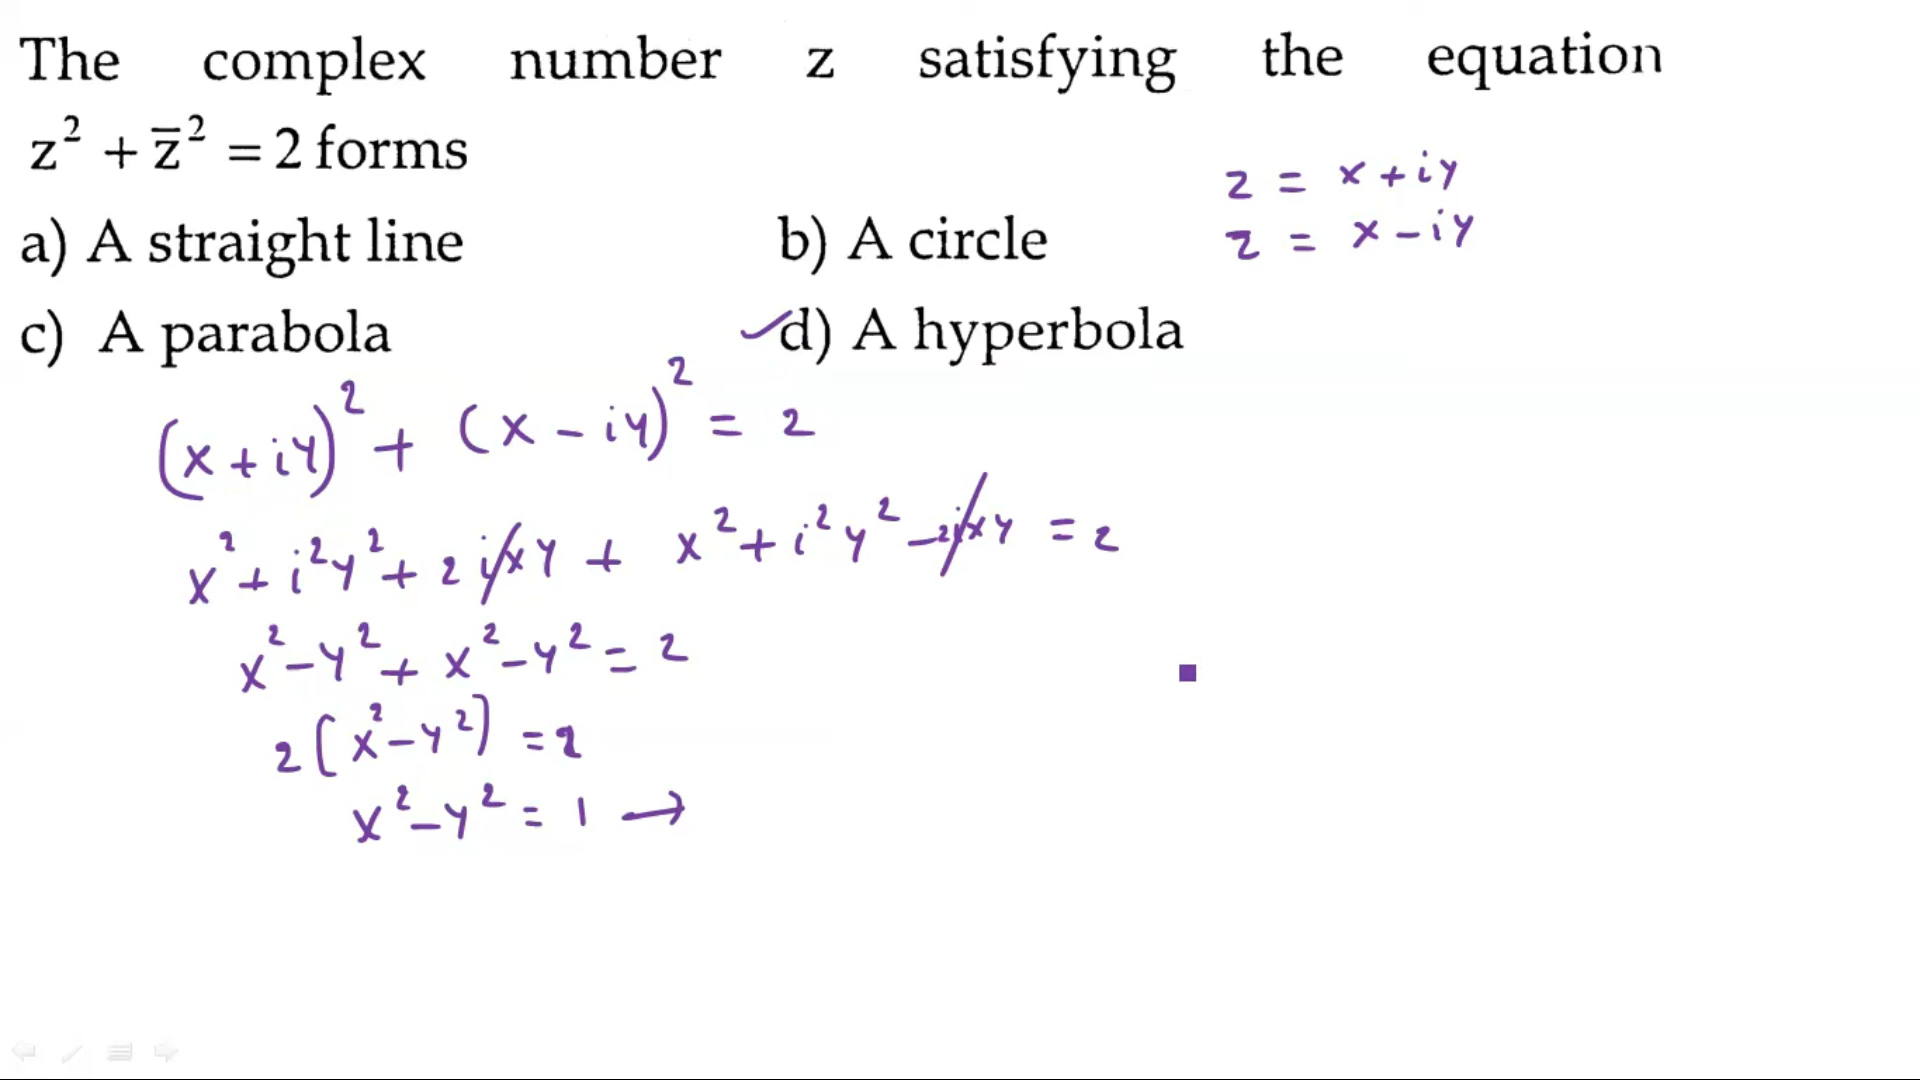 The complex number z satisfying the equation
z² + z̄² = 2 forms
z = x + iy
z = x - iy
a) A straight line b) A circle
c) A parabola ✓d) A hyperbola
(x + iy)² + (x - iy)² = 2
x² + i²y² + 2ixy + x² + i²y² - 2ixy = 2
x² - y² + x² - y² = 2
2(x² - y²) = 2
x² - y² = 1 →